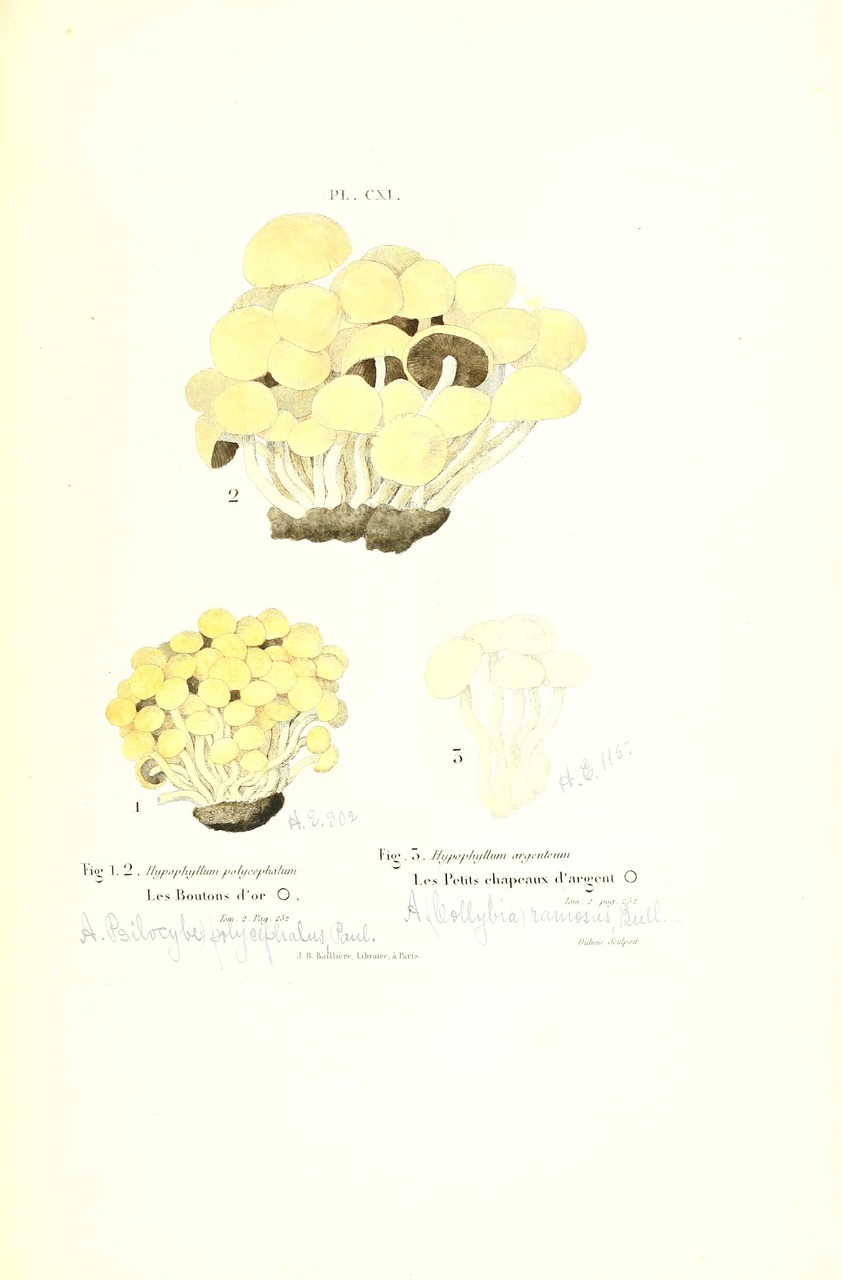 PL. CXI.
2
1
3
A. E. 302
A. E. 115.
Fig. 1. 2. Hypophyllum polycephalum
Les Boutons d'or O.
Tom. 2. Pag. 232
A. Psilocybe) polycephalus, Paul.
Fig. 3. Hypophyllum argenteum
Les Petits chapeaux d'argent O
Tom. 2. pag. 232
A. (Collybia) ramosus, Bull.
Dubois Sculpsit
J. B. Baillière, Libraire, à Paris.